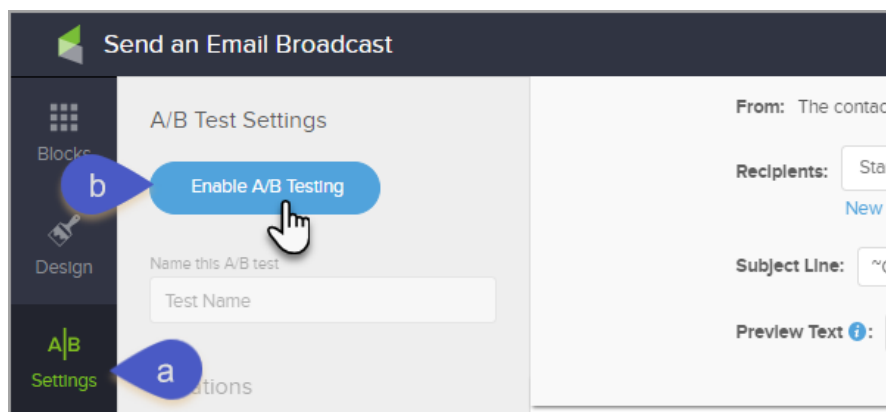 Send an Email Broadcast
Blocks
Design
A|B
Settings
A/B Test Settings
b
Enable A/B Testing
Name this A/B test
Test Name
a
From: The
Recipients:
New
Subject Line:
Preview Text i :